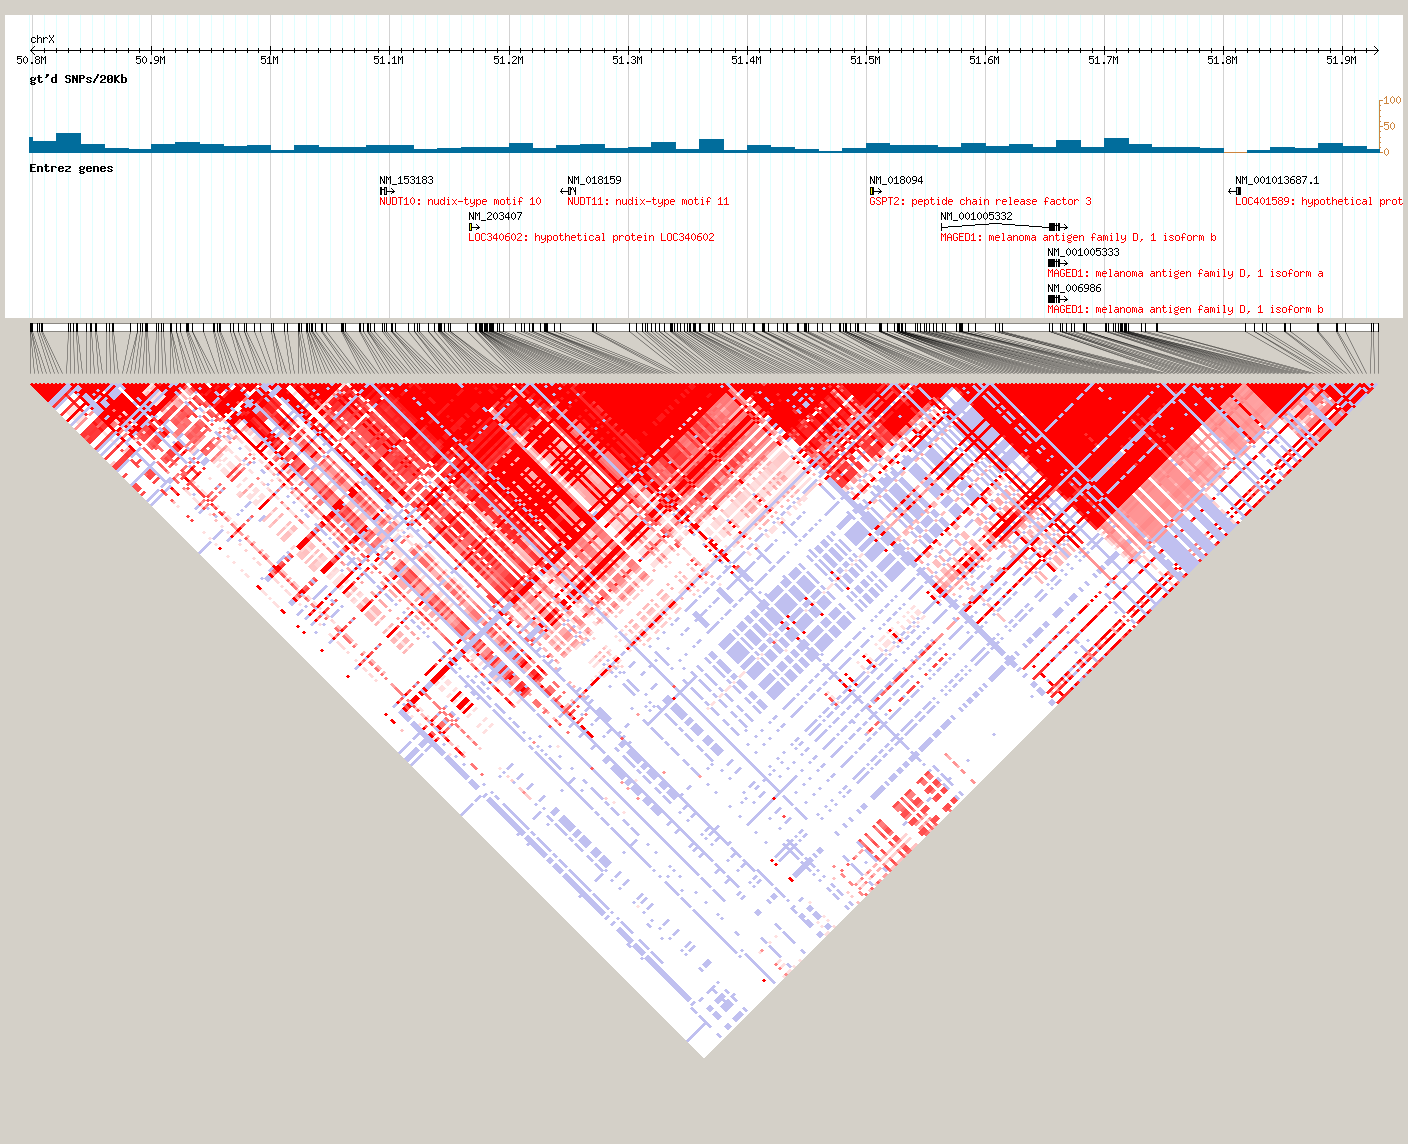 chrX
50.8M 50.9M 51M 51.1M 51.2M 51.3M 51.4M 51.5M 51.6M 51.7M 51.8M 51.9M
gt'd SNPs/20Kb
100
50
0
Entrez genes
NM_153183 NM_018159 NM_018094 NM_001013687.1
NUDT10: nudix-type motif 10 NUDT11: nudix-type motif 11 GSPT2: peptide chain release factor 3 LOC401589: hypothetical prot
NM_203407 NM_001005332
LOC340602: hypothetical protein LOC340602 MAGED1: melanoma antigen family D, 1 isoform b
NM_001005333
MAGED1: melanoma antigen family D, 1 isoform a
NM_006986
MAGED1: melanoma antigen family D, 1 isoform b